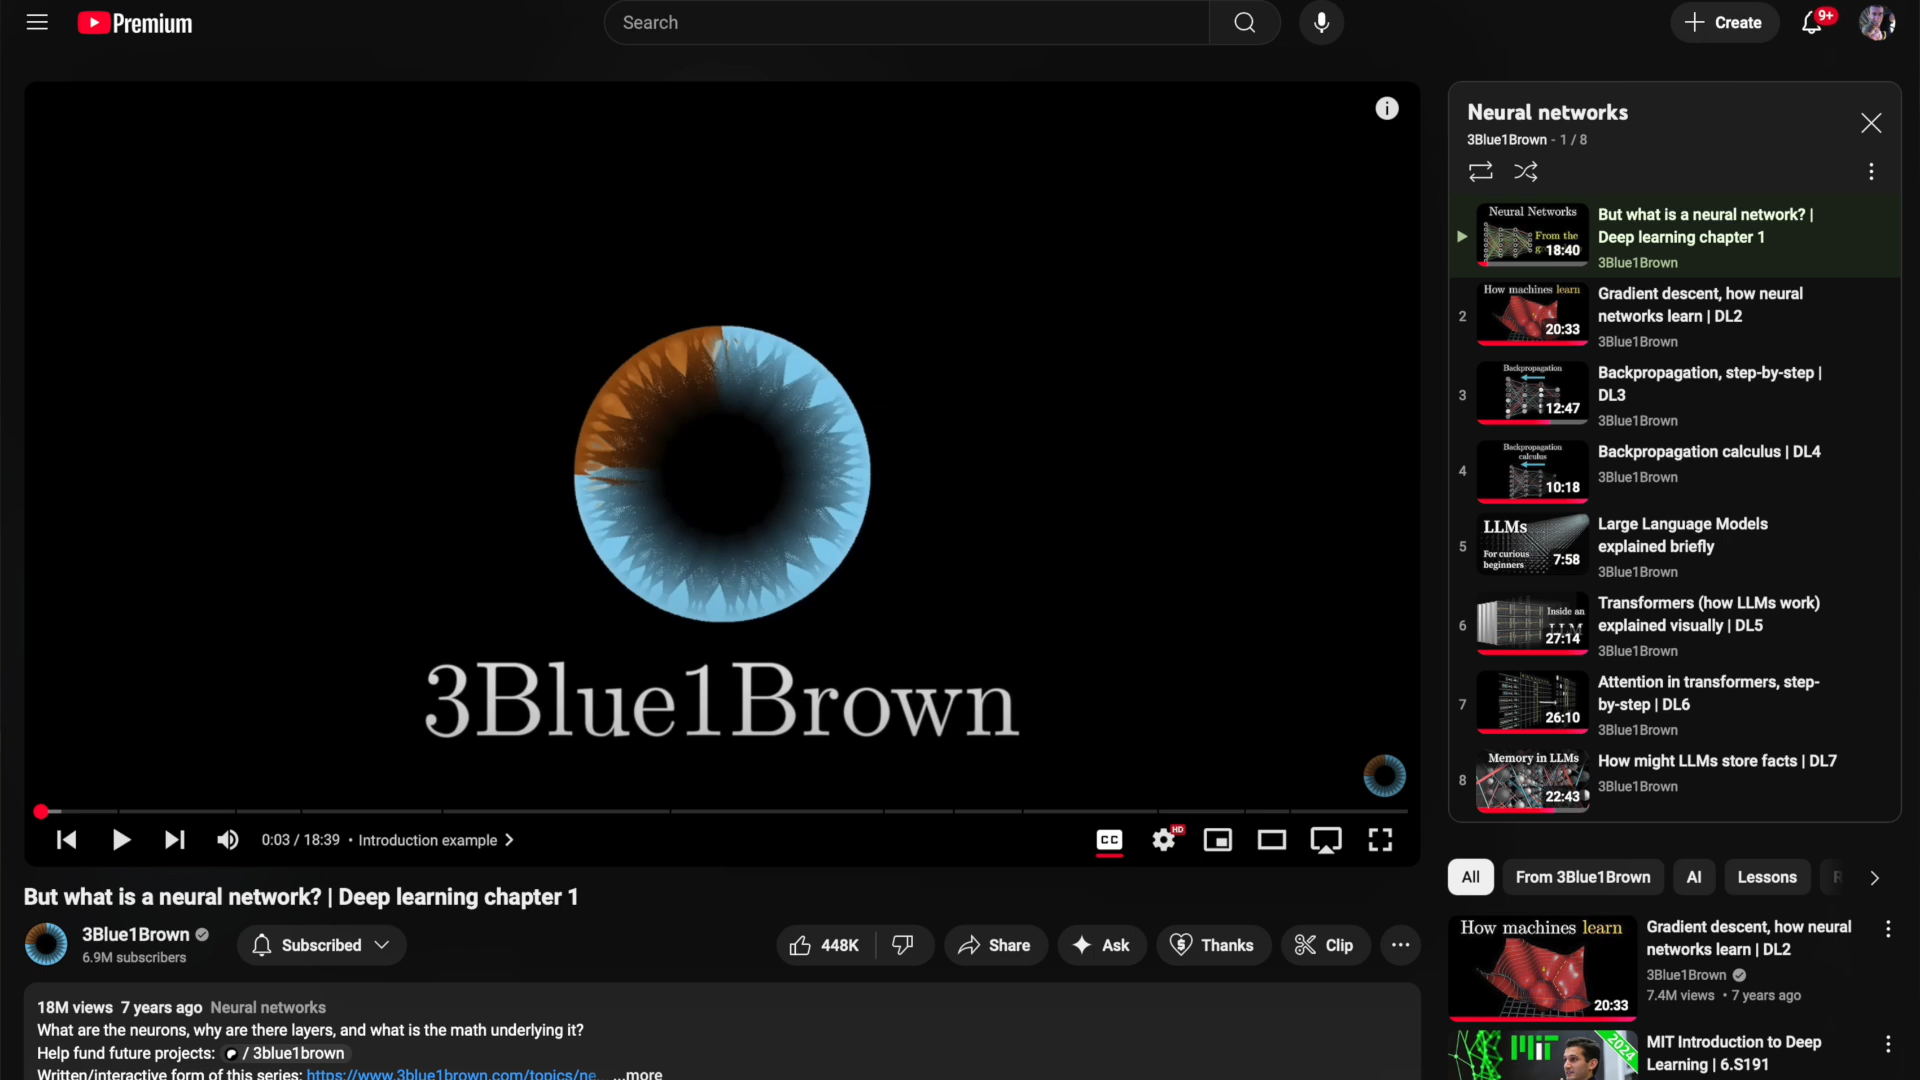 Premium
Search
Create
9+
3Blue1Brown
0:03 / 18:39 • Introduction example
CC
HD
But what is a neural network? | Deep learning chapter 1
3Blue1Brown
6.9M subscribers
Subscribed
448K
Share
Ask
Thanks
Clip
18M views 7 years ago Neural networks
What are the neurons, why are there layers, and what is the math underlying it?
Help fund future projects: / 3blue1brown
Written/interactive form of this series: https://www.3blue1brown.com/topics/ne... ...more
Neural networks
3Blue1Brown - 1 / 8
Neural Networks
From the
18:40
But what is a neural network? |
Deep learning chapter 1
3Blue1Brown
2
How machines learn
20:33
Gradient descent, how neural
networks learn | DL2
3Blue1Brown
3
Backpropagation
12:47
Backpropagation, step-by-step |
DL3
3Blue1Brown
4
Backpropagation
calculus
10:18
Backpropagation calculus | DL4
3Blue1Brown
5
LLMs
For curious
beginners
7:58
Large Language Models
explained briefly
3Blue1Brown
6
Inside an
LLM
27:14
Transformers (how LLMs work)
explained visually | DL5
3Blue1Brown
7
26:10
Attention in transformers, step-
by-step | DL6
3Blue1Brown
8
Memory in LLMs
22:43
How might LLMs store facts | DL7
3Blue1Brown
All
From 3Blue1Brown
AI
Lessons
How machines learn
20:33
Gradient descent, how neural
networks learn | DL2
3Blue1Brown
7.4M views • 7 years ago
MIT
2024
MIT Introduction to Deep
Learning | 6.S191